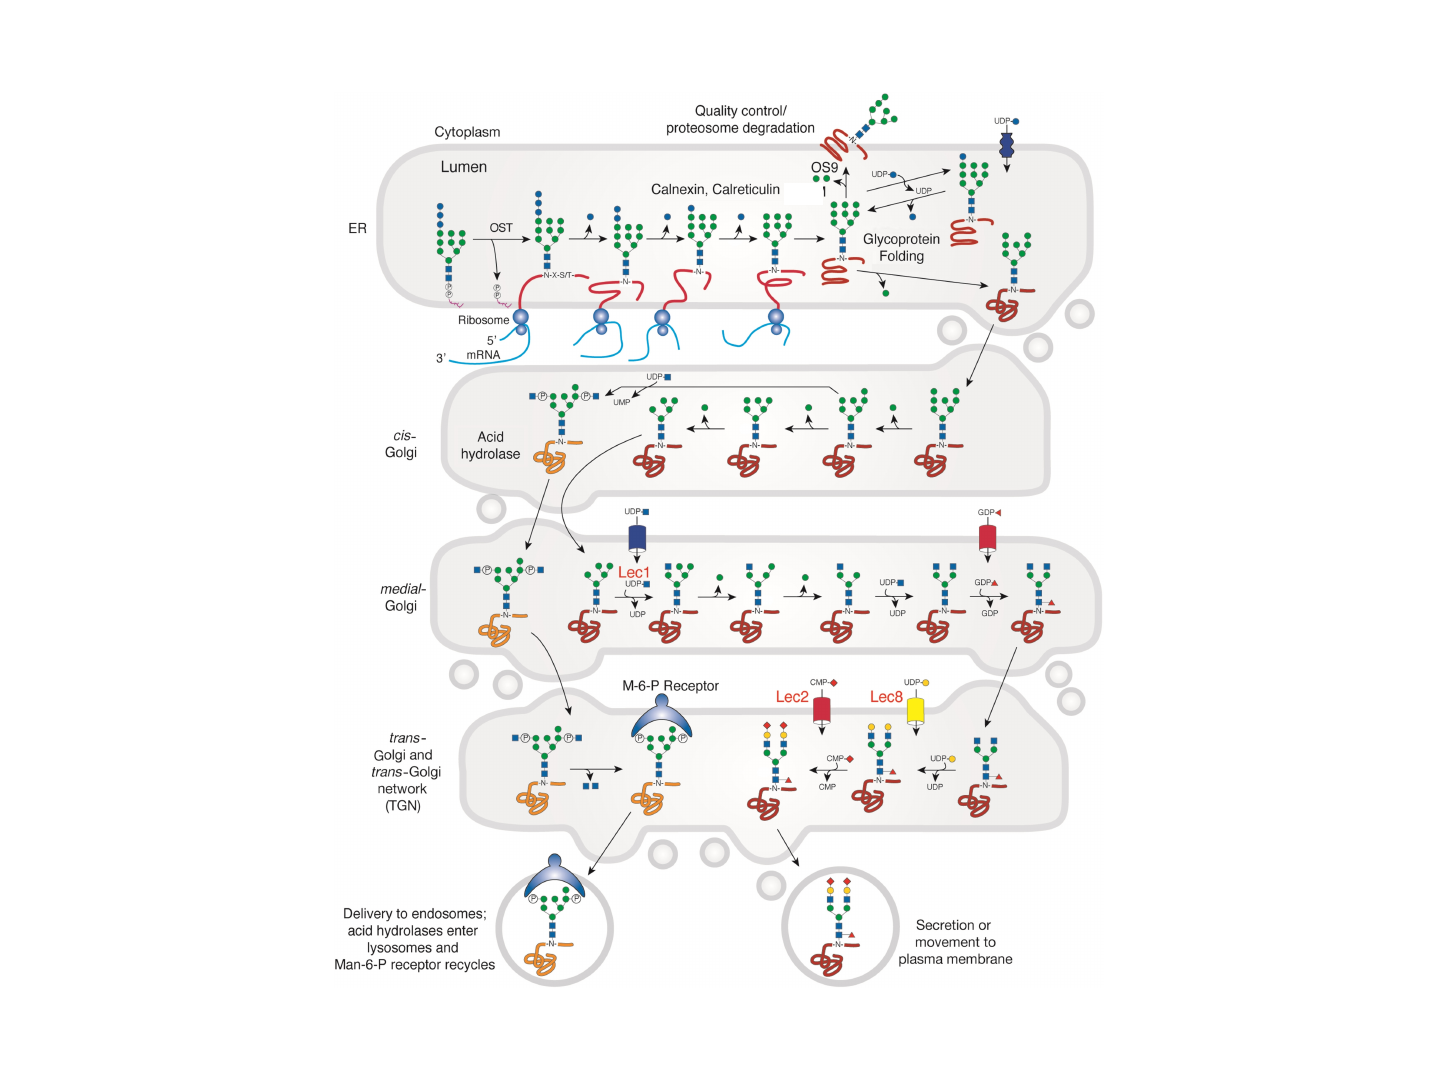 Quality control/
proteosome degradation
Cytoplasm
UDP-
Lumen
OS9
UDP-
UDP
Calnexin, Calreticulin
ER
OST
Glycoprotein
Folding
-N-
-N-X-S/T-
-N-
-N-
-N-
-N-
-N-
-N-
P
P
P
P
Ribosome
5'
3'
mRNA
UDP-
UMP
P
P
cis-
Golgi
Acid
hydrolase
-N-
-N-
-N-
-N-
-N-
UDP-
GDP-
Lec1
P
P
UDP-
UDP
UDP-
UDP
GDP
GDP
medial-
Golgi
-N-
-N-
-N-
-N-
-N-
-N-
-N-
M-6-P Receptor
CMP-
UDP-
Lec2
Lec8
P
P
P
P
trans-
Golgi and
trans-Golgi
network
(TGN)
CMP-
CMP
UDP-
UDP
-N-
-N-
-N-
-N-
-N-
P
P
Delivery to endosomes;
acid hydrolases enter
lysosomes and
Man-6-P receptor recycles
-N-
-N-
Secretion or
movement to
plasma membrane